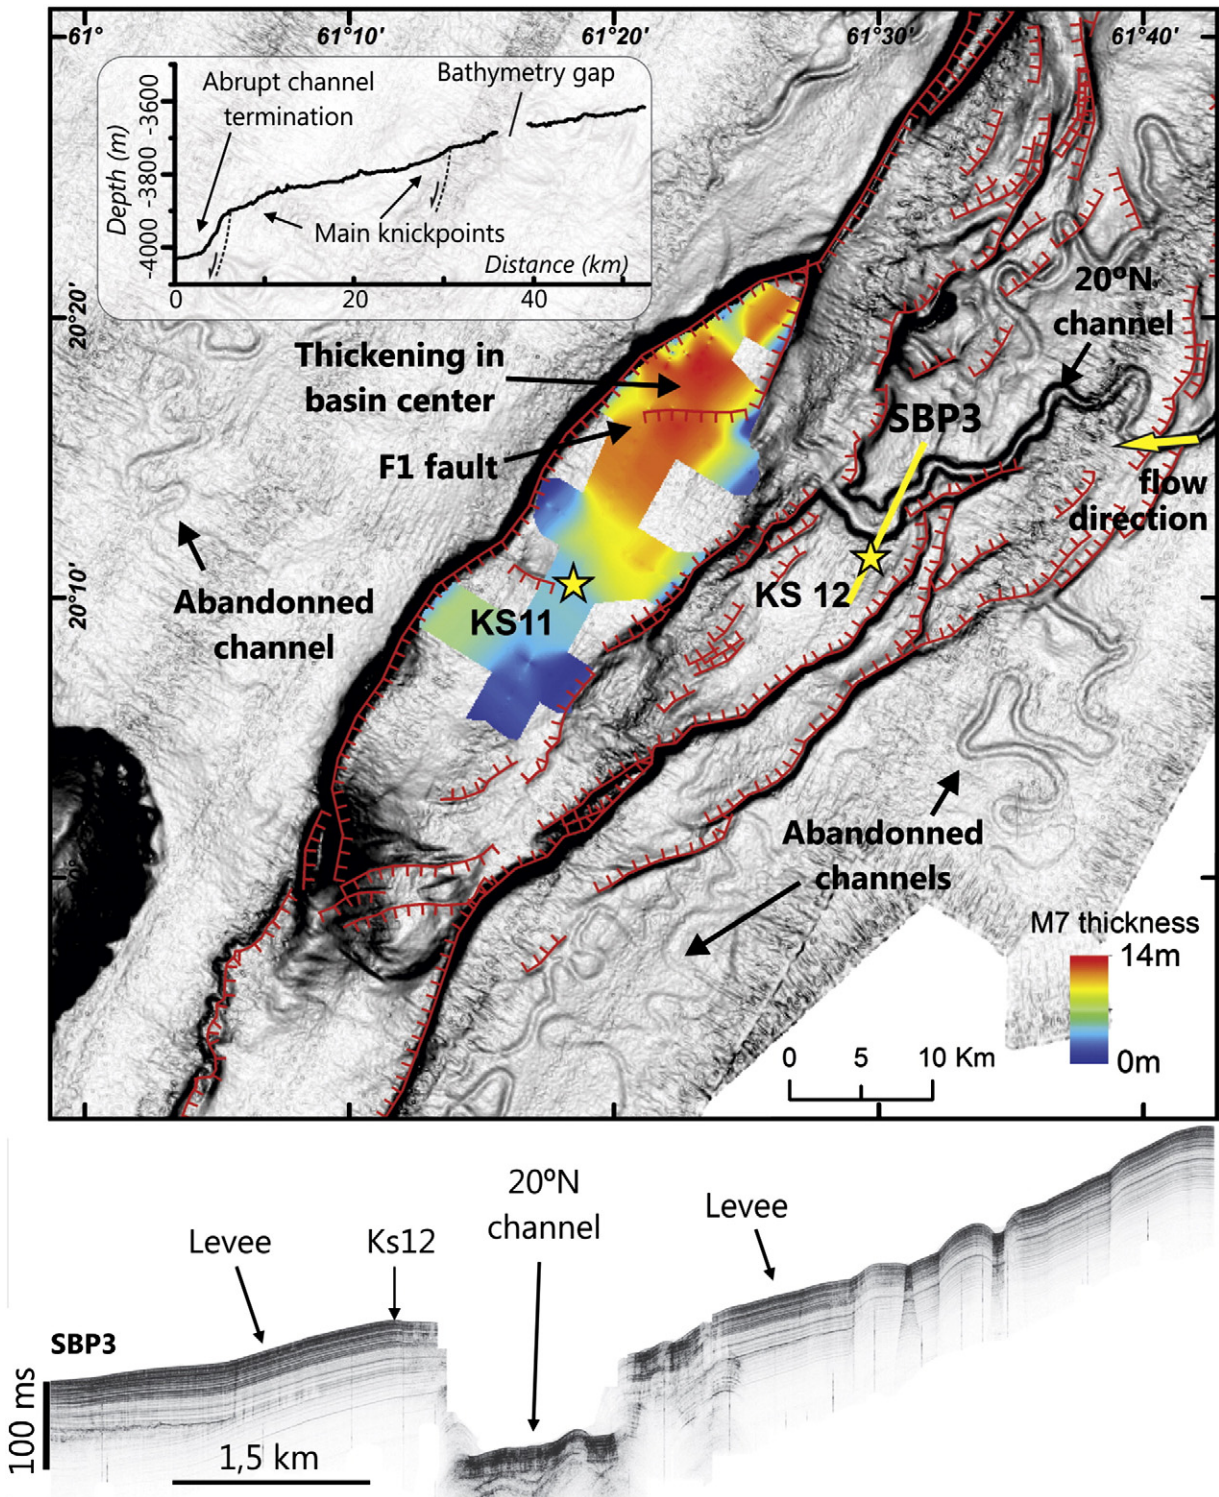 61°
61°10'
61°20'
61°30'
61°40'
Bathymetry gap
Abrupt channel
termination
-3600
-3800
-4000
Depth (m)
Main knickpoints
Distance (km)
0
20
40
20°20'
20°10'
20°N
channel
Thickening in
basin center
SBP3
F1 fault
flow
direction
Abandonned
channel
KS 12
KS11
Abandonned
channels
M7 thickness
14m
0m
0
5
10 Km
20°N
channel
Levee
Levee
Ks12
SBP3
100 ms
1,5 km